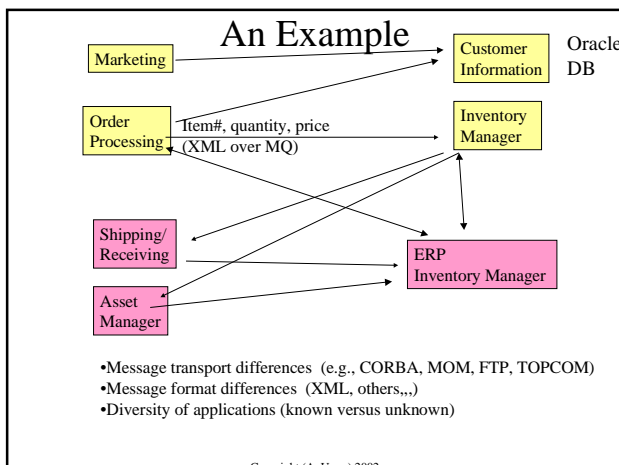 An Example
Marketing
Customer
Information
Oracle
DB
Order
Processing
Item#, quantity, price
(XML over MQ)
Inventory
Manager
Shipping/
Receiving
ERP
Inventory Manager
Asset
Manager
•Message transport differences (e.g., CORBA, MOM, FTP, TOPCOM)
•Message format differences (XML, others,,,)
•Diversity of applications (known versus unknown)